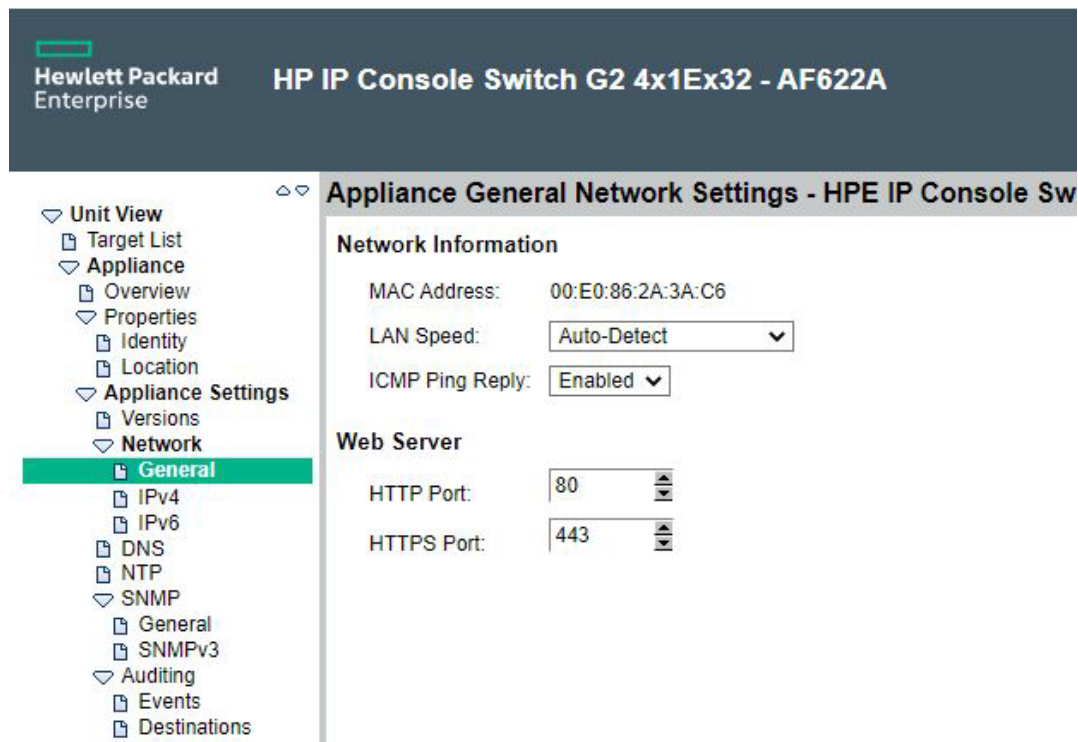 Hewlett Packard
Enterprise
HP IP Console Switch G2 4x1Ex32 - AF622A
Unit View
Target List
Appliance
Overview
Properties
Identity
Location
Appliance Settings
Versions
Network
General
IPv4
IPv6
DNS
NTP
SNMP
General
SNMPv3
Auditing
Events
Destinations
Appliance General Network Settings - HPE IP Console Sw
Network Information
MAC Address: 00:E0:86:2A:3A:C6
LAN Speed: Auto-Detect
ICMP Ping Reply: Enabled
Web Server
HTTP Port: 80
HTTPS Port: 443